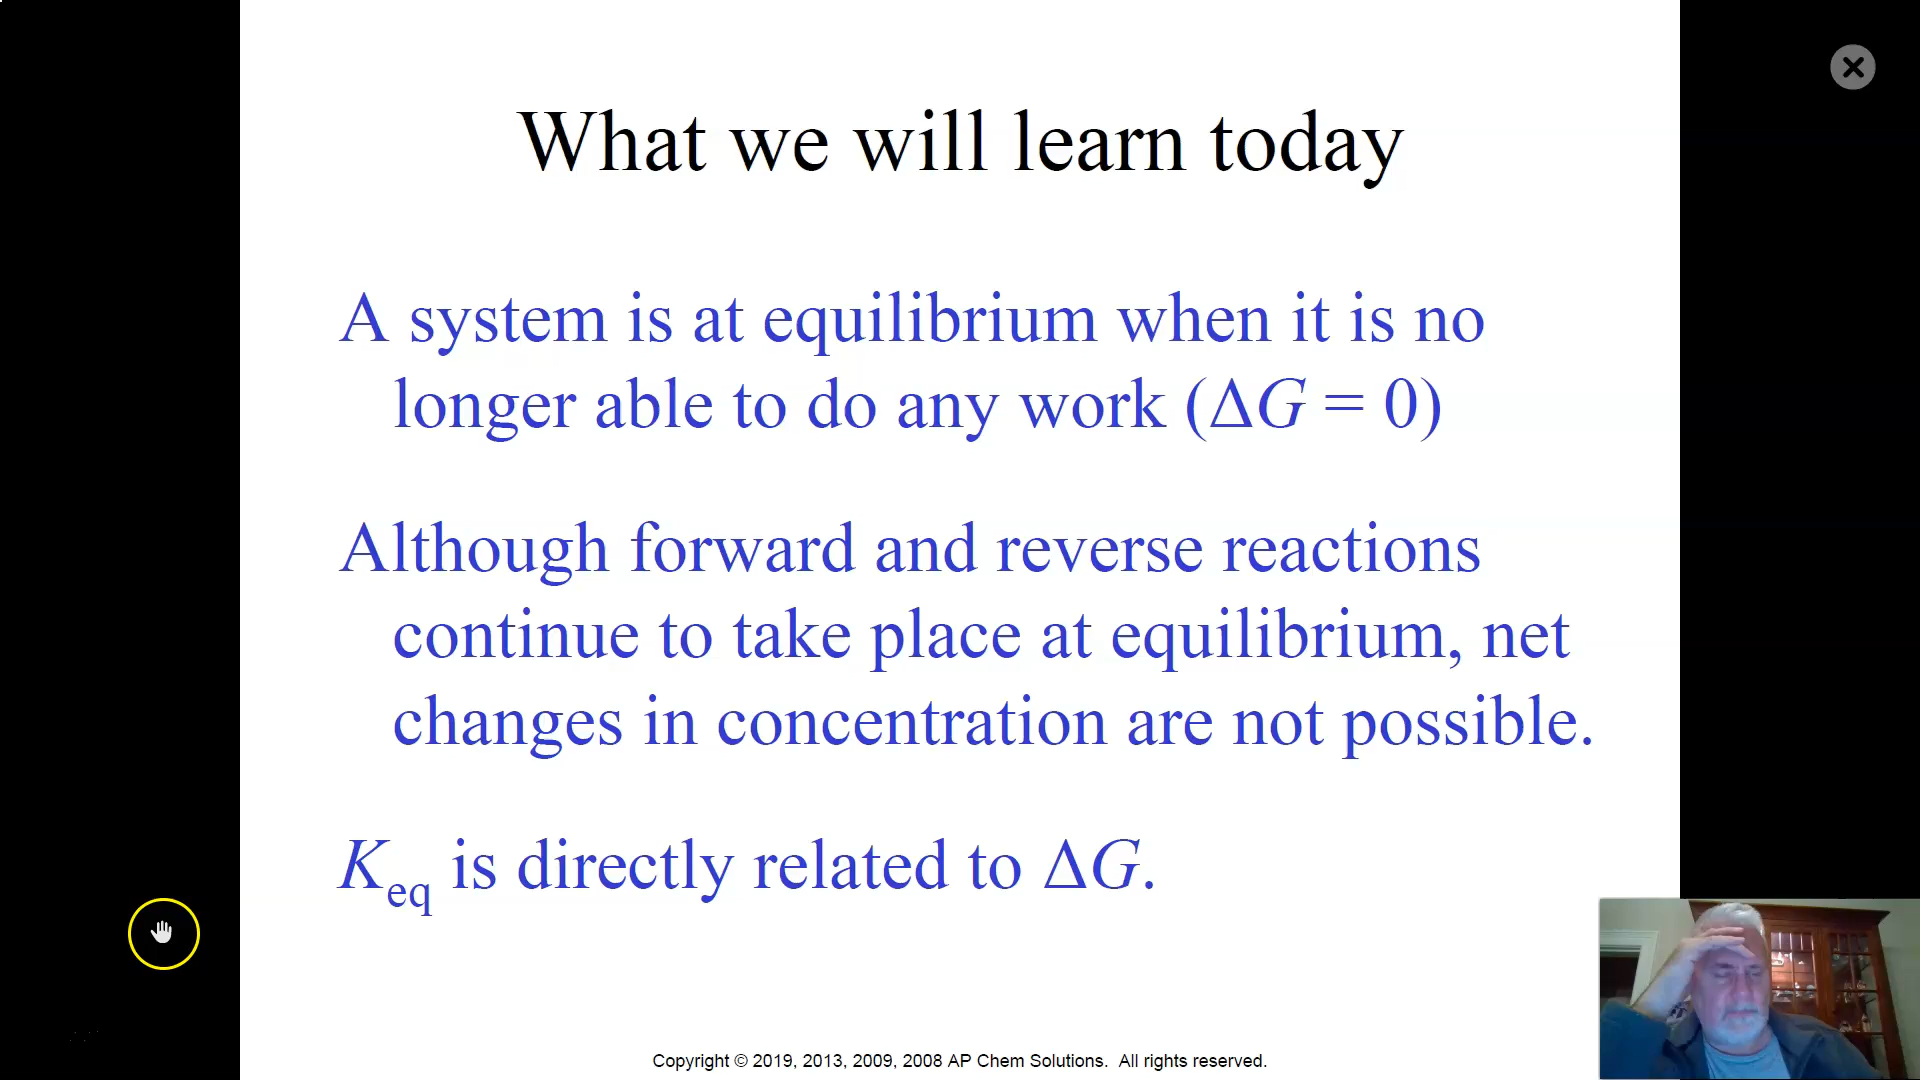 What we will learn today
A system is at equilibrium when it is no
longer able to do any work (ΔG = 0)
Although forward and reverse reactions
continue to take place at equilibrium, net
changes in concentration are not possible.
Keq is directly related to ΔG.
Copyright © 2019, 2013, 2009, 2008 AP Chem Solutions. All rights reserved.